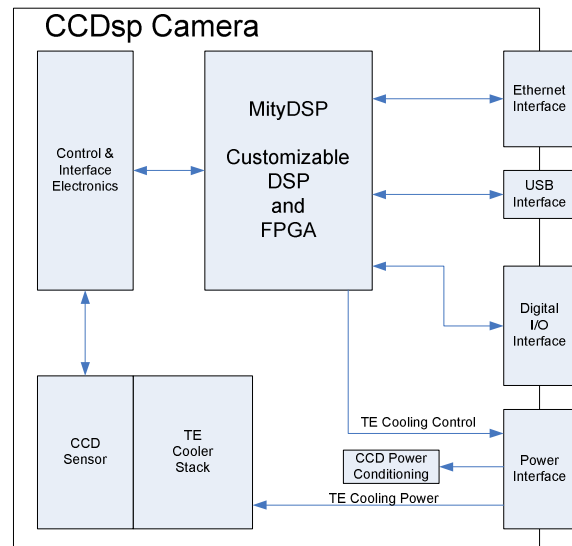 CCDsp Camera
Control &
Interface
Electronics
MityDSP
Customizable
DSP
and
FPGA
Ethernet
Interface
USB
Interface
Digital
I/O
Interface
TE Cooling Control
CCD Power
Conditioning
Power
Interface
TE Cooling Power
CCD
Sensor
TE
Cooler
Stack